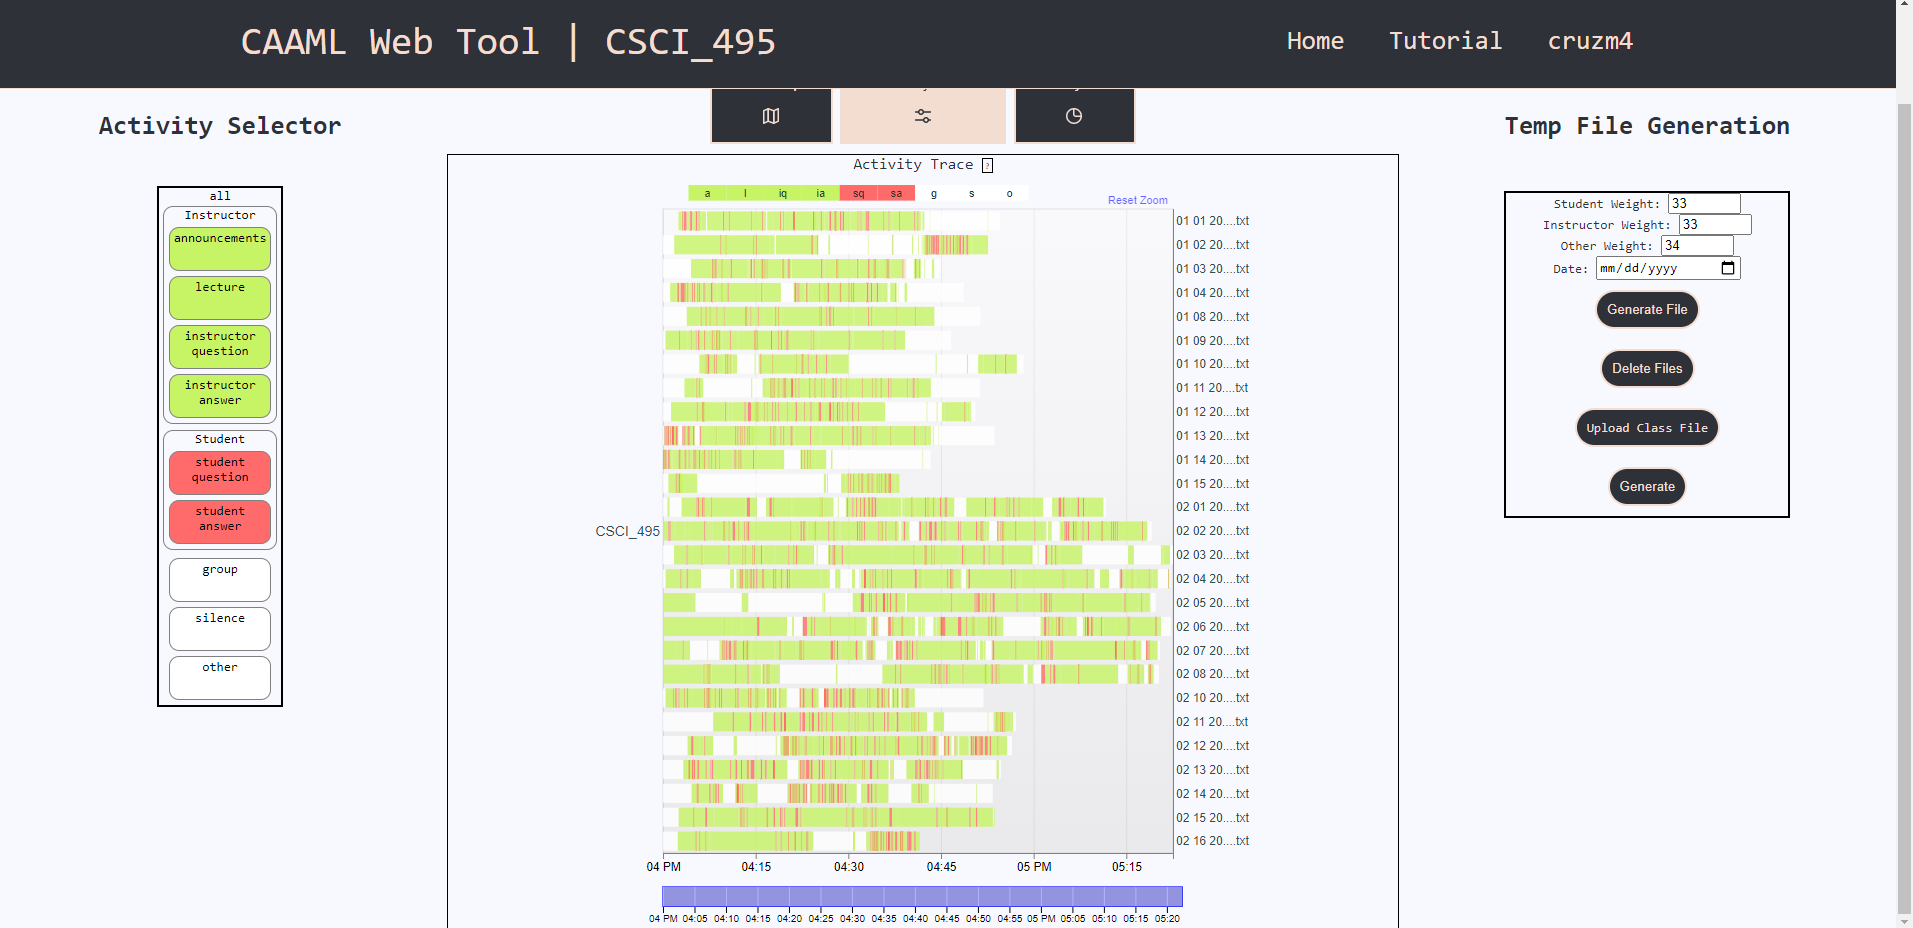 CAAML Web Tool | CSCI_495
Home Tutorial cruzm4
Activity Selector
all
Instructor
announcements
lecture
instructor
question
instructor
answer
Student
student
question
student
answer
group
silence
other
Activity Trace ?
a l iq ia sq sa g s o
Reset Zoom
CSCI_495
01 01 20....txt
01 02 20....txt
01 03 20....txt
01 04 20....txt
01 08 20....txt
01 09 20....txt
01 10 20....txt
01 11 20....txt
01 12 20....txt
01 13 20....txt
01 14 20....txt
01 15 20....txt
02 01 20....txt
02 02 20....txt
02 03 20....txt
02 04 20....txt
02 05 20....txt
02 06 20....txt
02 07 20....txt
02 08 20....txt
02 10 20....txt
02 11 20....txt
02 12 20....txt
02 13 20....txt
02 14 20....txt
02 15 20....txt
02 16 20....txt
04 PM 04:15 04:30 04:45 05 PM 05:15
04 PM 04:05 04:10 04:15 04:20 04:25 04:30 04:35 04:40 04:45 04:50 04:55 05 PM 05:05 05:10 05:15 05:20
Temp File Generation
Student Weight: 33
Instructor Weight: 33
Other Weight: 34
Date: mm/dd/yyyy
Generate File
Delete Files
Upload Class File
Generate